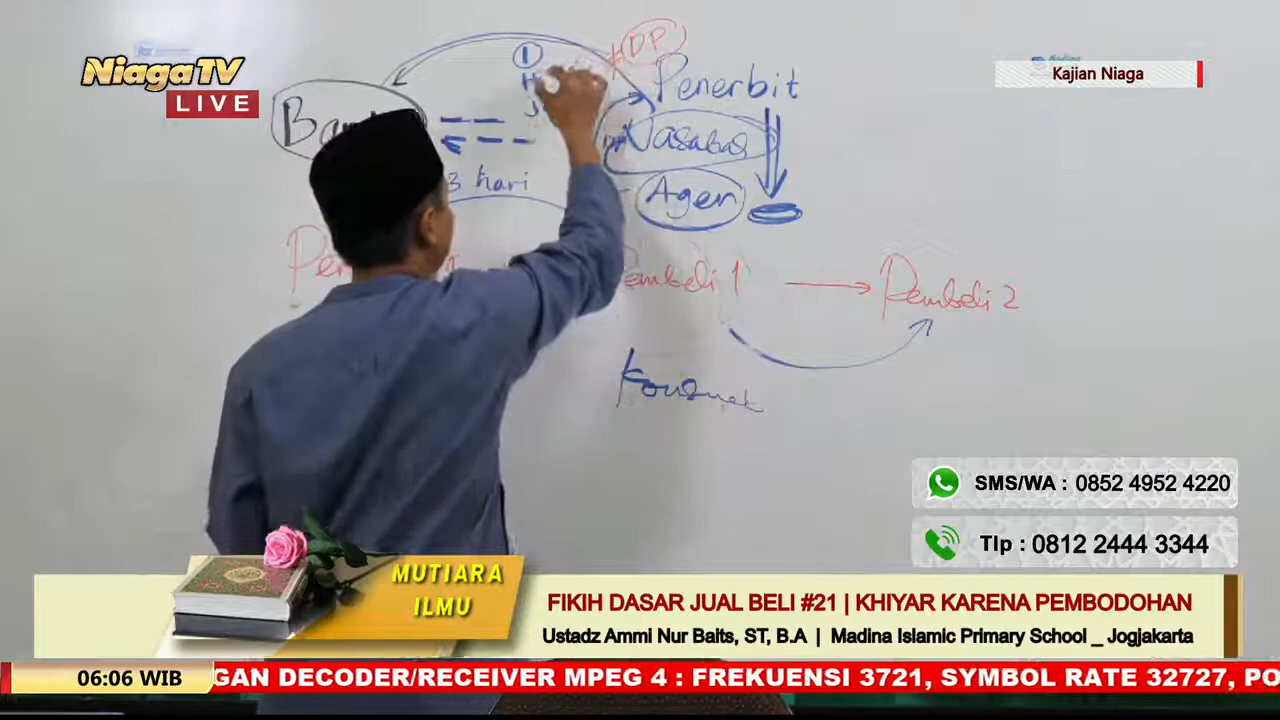 NiagaTV
LIVE
Kajian Niaga
1
+ DP
Penerbit
Nasabah
3 hari
Agen
Pembeli 1
Pembeli 2
SMS/WA : 0852 4952 4220
Tlp : 0812 2444 3344
MUTIARA
ILMU
FIKIH DASAR JUAL BELI #21 | KHIYAR KARENA PEMBODOHAN
Ustadz Ammi Nur Baits, ST, B.A | Madina Islamic Primary School _ Jogjakarta
06:06 WIB
GAN DECODER/RECEIVER MPEG 4 : FREKUENSI 3721, SYMBOL RATE 32727, PO